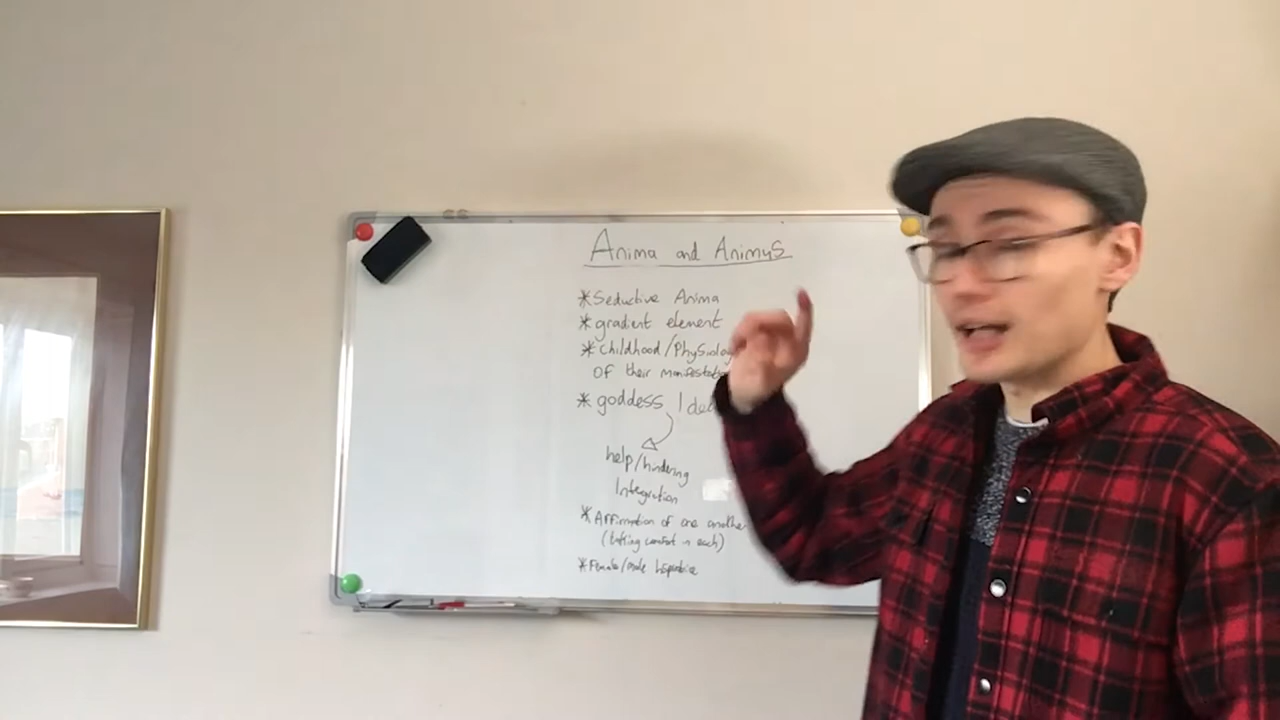 Anima and Animus
*Seductive Anima
*gradient element
*childhood/Physiology
of their manifestation
*goddess
help/hindering
Integration
*Affirmation of one another
(taking comfort in each)
*Female/male